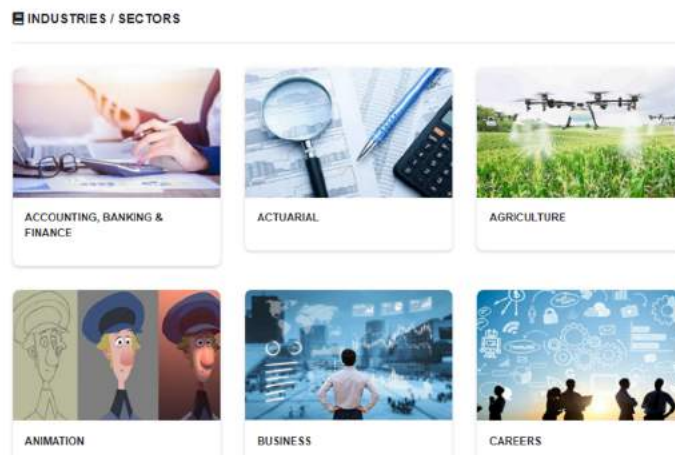 INDUSTRIES / SECTORS
ACCOUNTING, BANKING &
FINANCE
ACTUARIAL
AGRICULTURE
ANIMATION
BUSINESS
CAREERS